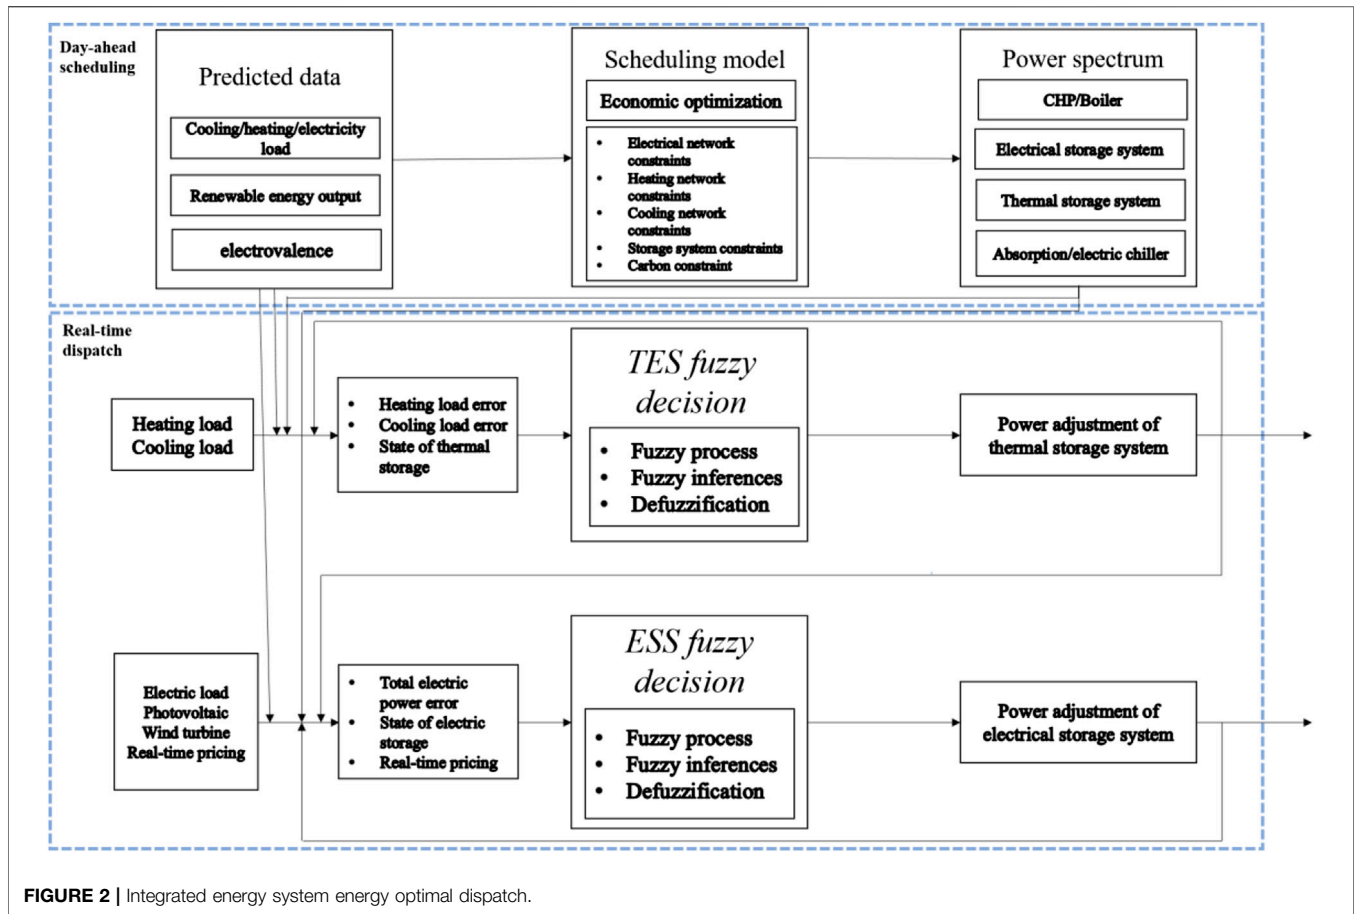 Day-ahead
scheduling
Predicted data
Cooling/heating/electricity
load
Renewable energy output
electrovalence
Scheduling model
Economic optimization
• Electrical network
constraints
• Heating network
constraints
• Cooling network
constraints
• Storage system constraints
• Carbon constraint
Power spectrum
CHP/Boiler
Electrical storage system
Thermal storage system
Absorption/electric chiller
Real-time
dispatch
Heating load
Cooling load
• Heating load error
• Cooling load error
• State of thermal
storage
TES fuzzy
decision
• Fuzzy process
• Fuzzy inferences
• Defuzzification
Power adjustment of
thermal storage system
Electric load
Photovoltaic
Wind turbine
Real-time pricing
• Total electric
power error
• State of electric
storage
• Real-time pricing
ESS fuzzy
decision
• Fuzzy process
• Fuzzy inferences
• Defuzzification
Power adjustment of
electrical storage system
FIGURE 2 | Integrated energy system energy optimal dispatch.